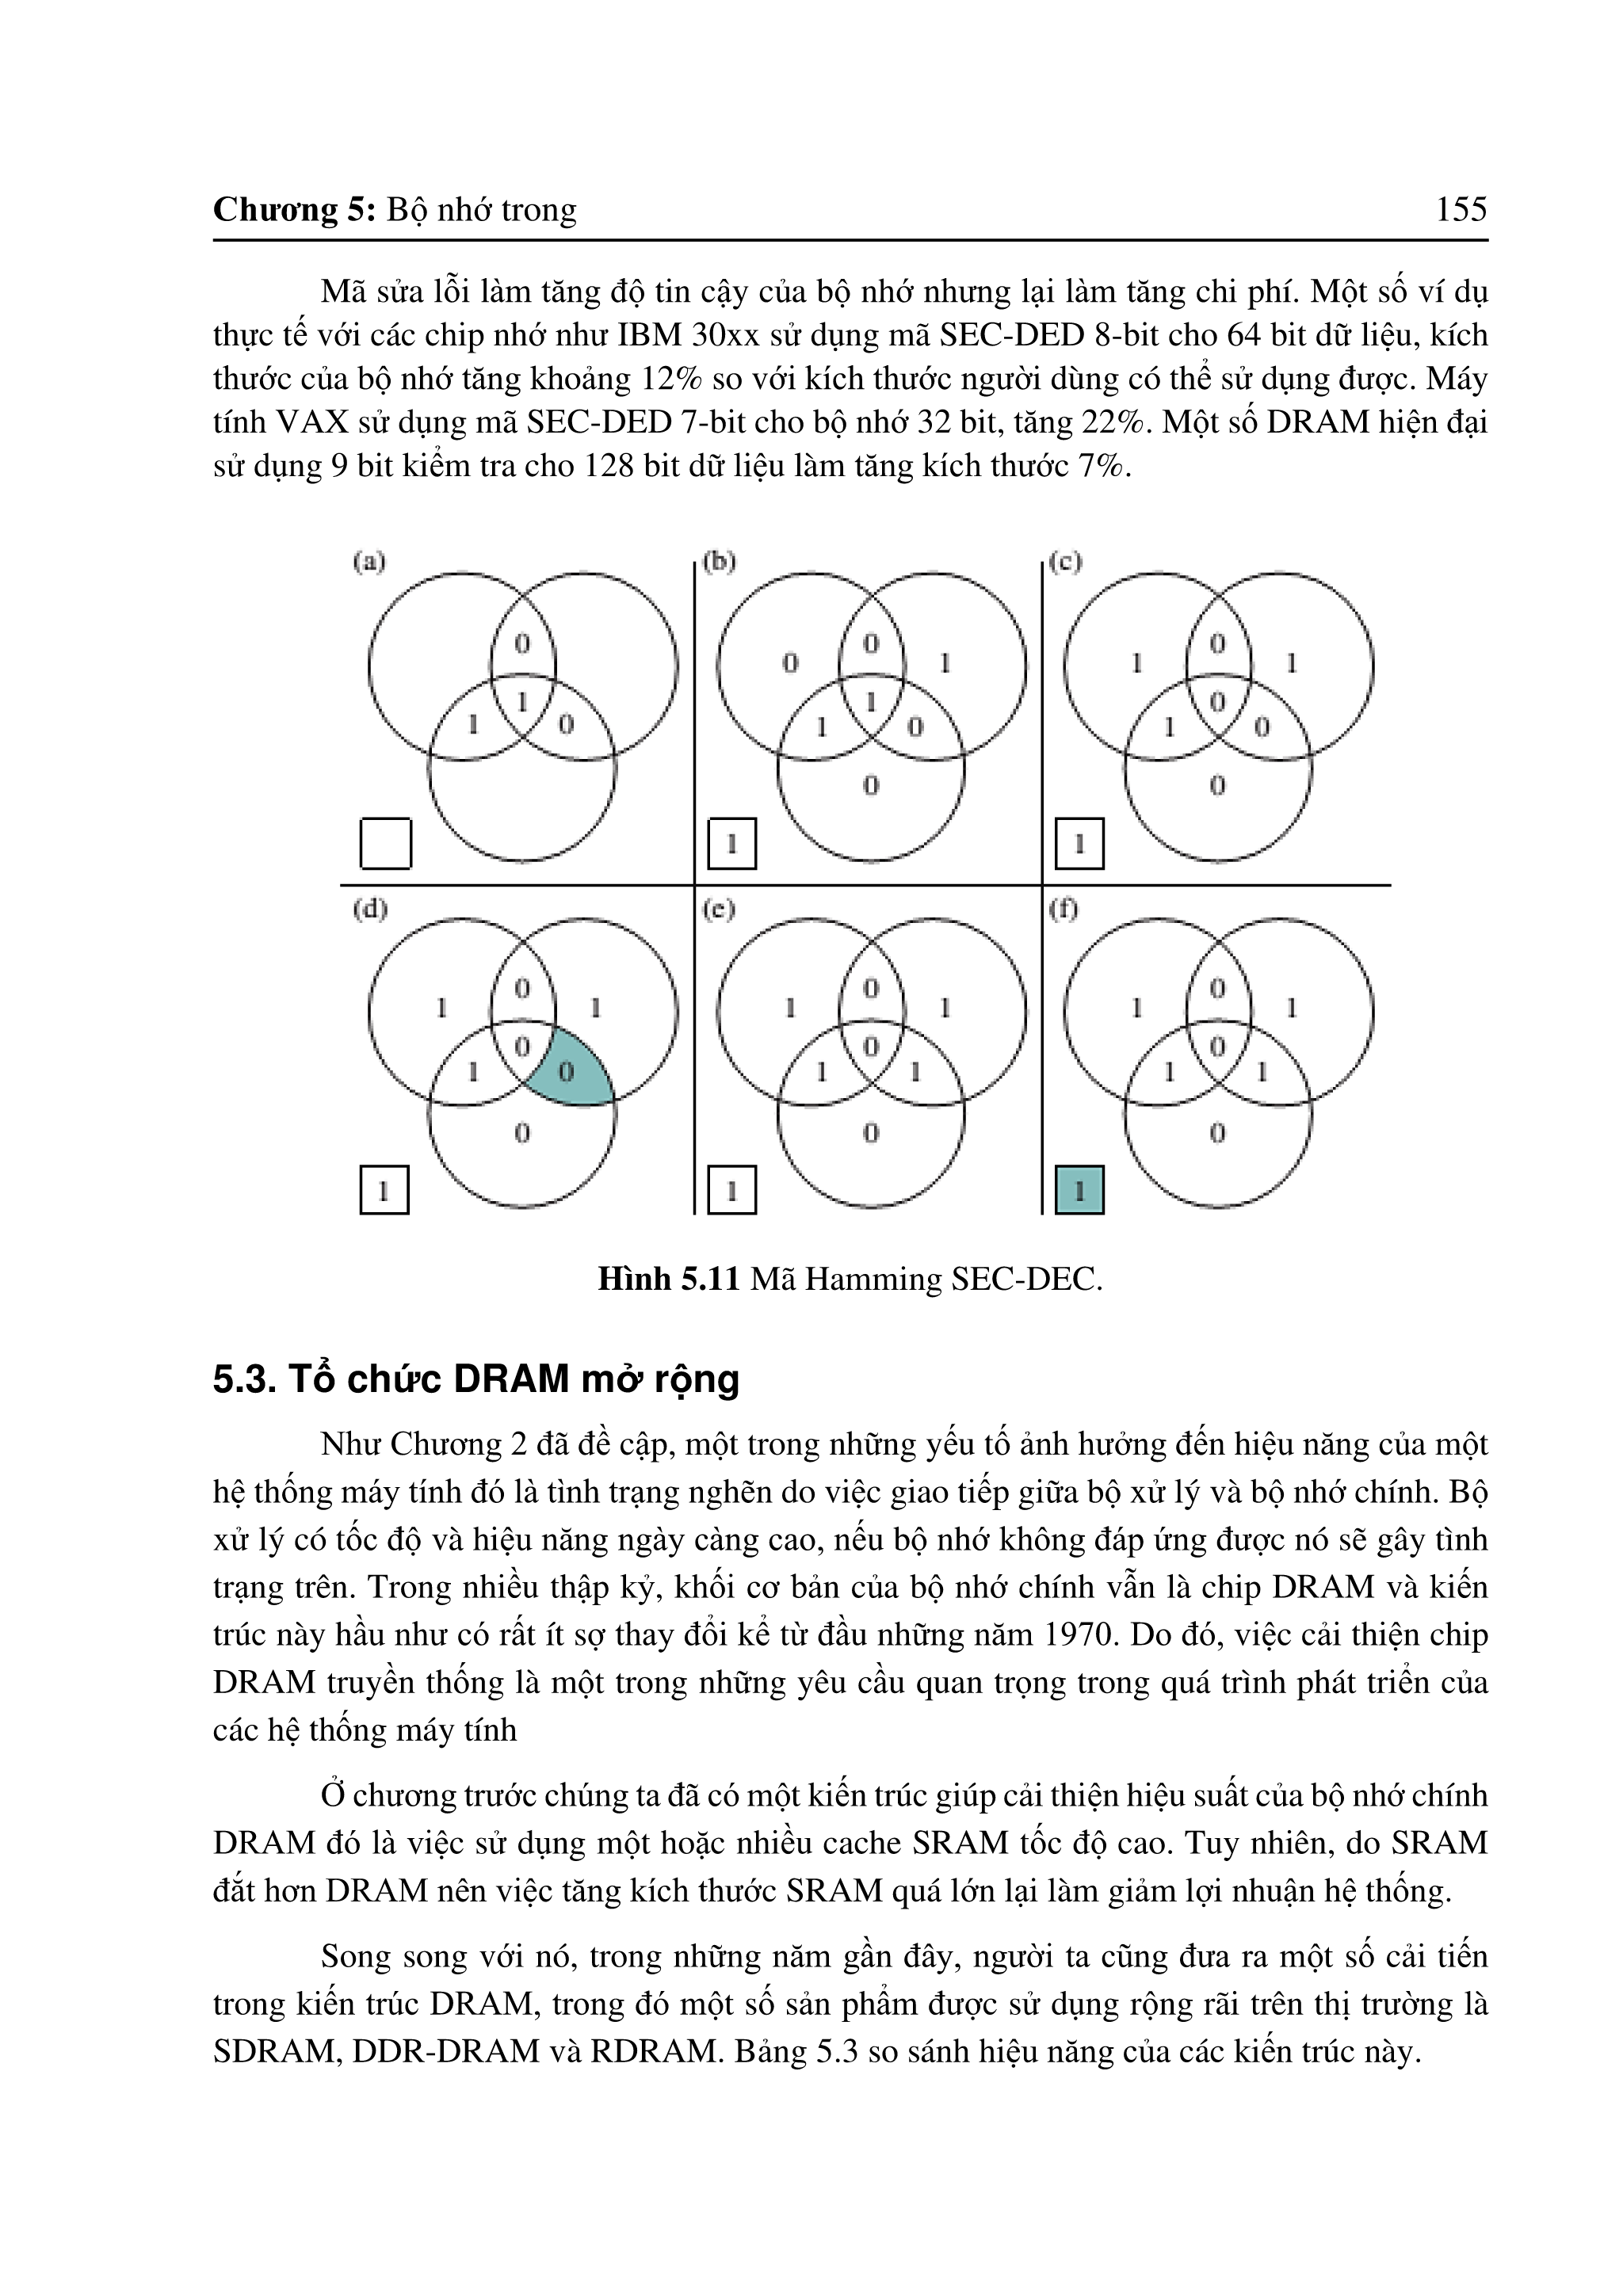 Chương 5: Bộ nhớ trong 155
Mã sửa lỗi làm tăng độ tin cậy của bộ nhớ nhưng lại làm tăng chi phí. Một số ví dụ
thực tế với các chip nhớ như IBM 30xx sử dụng mã SEC-DED 8-bit cho 64 bit dữ liệu, kích
thước của bộ nhớ tăng khoảng 12% so với kích thước người dùng có thể sử dụng được. Máy
tính VAX sử dụng mã SEC-DED 7-bit cho bộ nhớ 32 bit, tăng 22%. Một số DRAM hiện đại
sử dụng 9 bit kiểm tra cho 128 bit dữ liệu làm tăng kích thước 7%.
(a)
0
1
1 0
(b)
0
0 1
1
1 0
0
1
(c)
0
1 1
0
1 0
0
1
(d)
0
1 1
0
1 0
0
1
(e)
0
1 1
0
1 1
0
1
(f)
0
1 1
0
1 1
0
1
Hình 5.11 Mã Hamming SEC-DEC.
5.3. Tổ chức DRAM mở rộng
Như Chương 2 đã đề cập, một trong những yếu tố ảnh hưởng đến hiệu năng của một
hệ thống máy tính đó là tình trạng nghẽn do việc giao tiếp giữa bộ xử lý và bộ nhớ chính. Bộ
xử lý có tốc độ và hiệu năng ngày càng cao, nếu bộ nhớ không đáp ứng được nó sẽ gây tình
trạng trên. Trong nhiều thập kỷ, khối cơ bản của bộ nhớ chính vẫn là chip DRAM và kiến
trúc này hầu như có rất ít sợ thay đổi kể từ đầu những năm 1970. Do đó, việc cải thiện chip
DRAM truyền thống là một trong những yêu cầu quan trọng trong quá trình phát triển của
các hệ thống máy tính
Ở chương trước chúng ta đã có một kiến trúc giúp cải thiện hiệu suất của bộ nhớ chính
DRAM đó là việc sử dụng một hoặc nhiều cache SRAM tốc độ cao. Tuy nhiên, do SRAM
đắt hơn DRAM nên việc tăng kích thước SRAM quá lớn lại làm giảm lợi nhuận hệ thống.
Song song với nó, trong những năm gần đây, người ta cũng đưa ra một số cải tiến
trong kiến trúc DRAM, trong đó một số sản phẩm được sử dụng rộng rãi trên thị trường là
SDRAM, DDR-DRAM và RDRAM. Bảng 5.3 so sánh hiệu năng của các kiến trúc này.